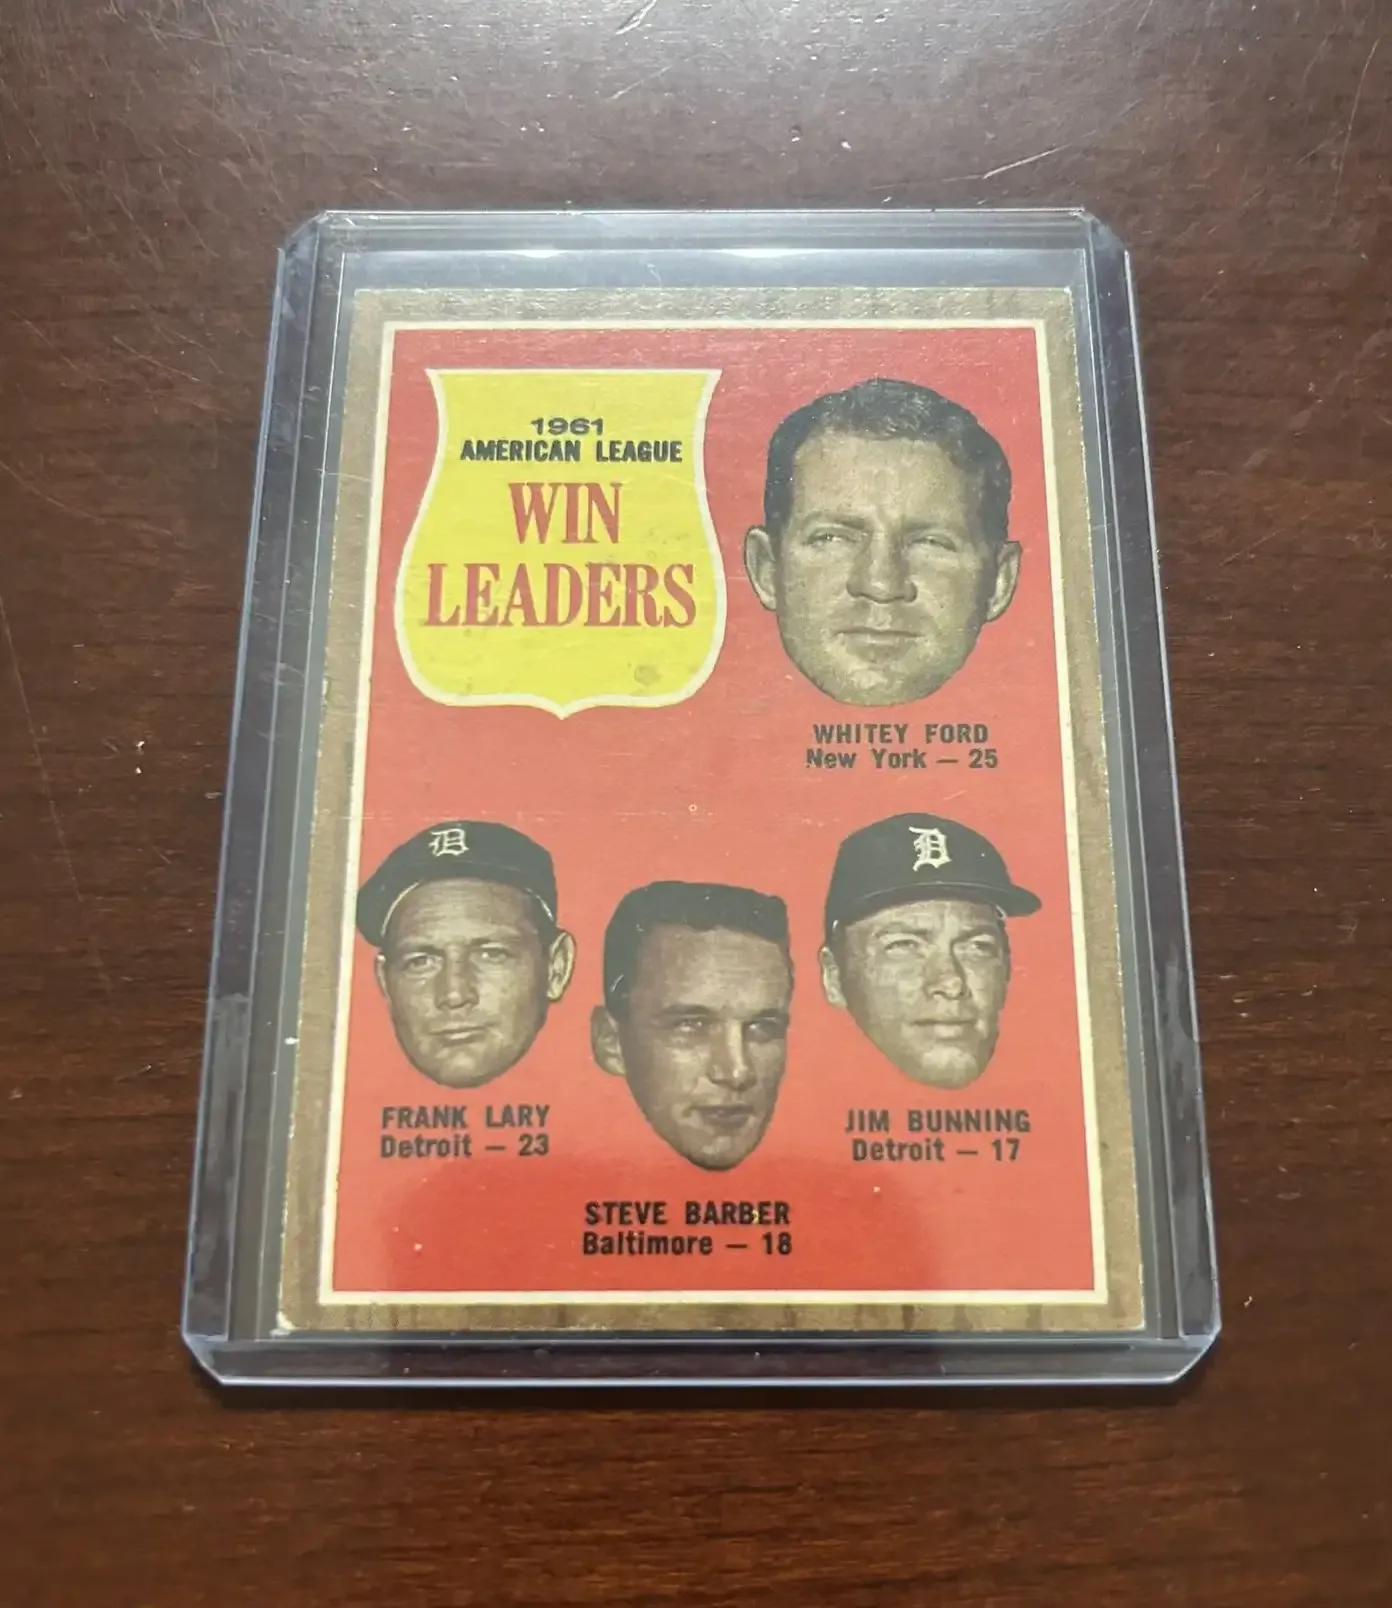 1961
AMERICAN LEAGUE
WIN
LEADERS
WHITEY FORD
New York — 25
D
D
FRANK LARY
Detroit — 23
JIM BUNNING
Detroit — 17
STEVE BARBER
Baltimore — 18